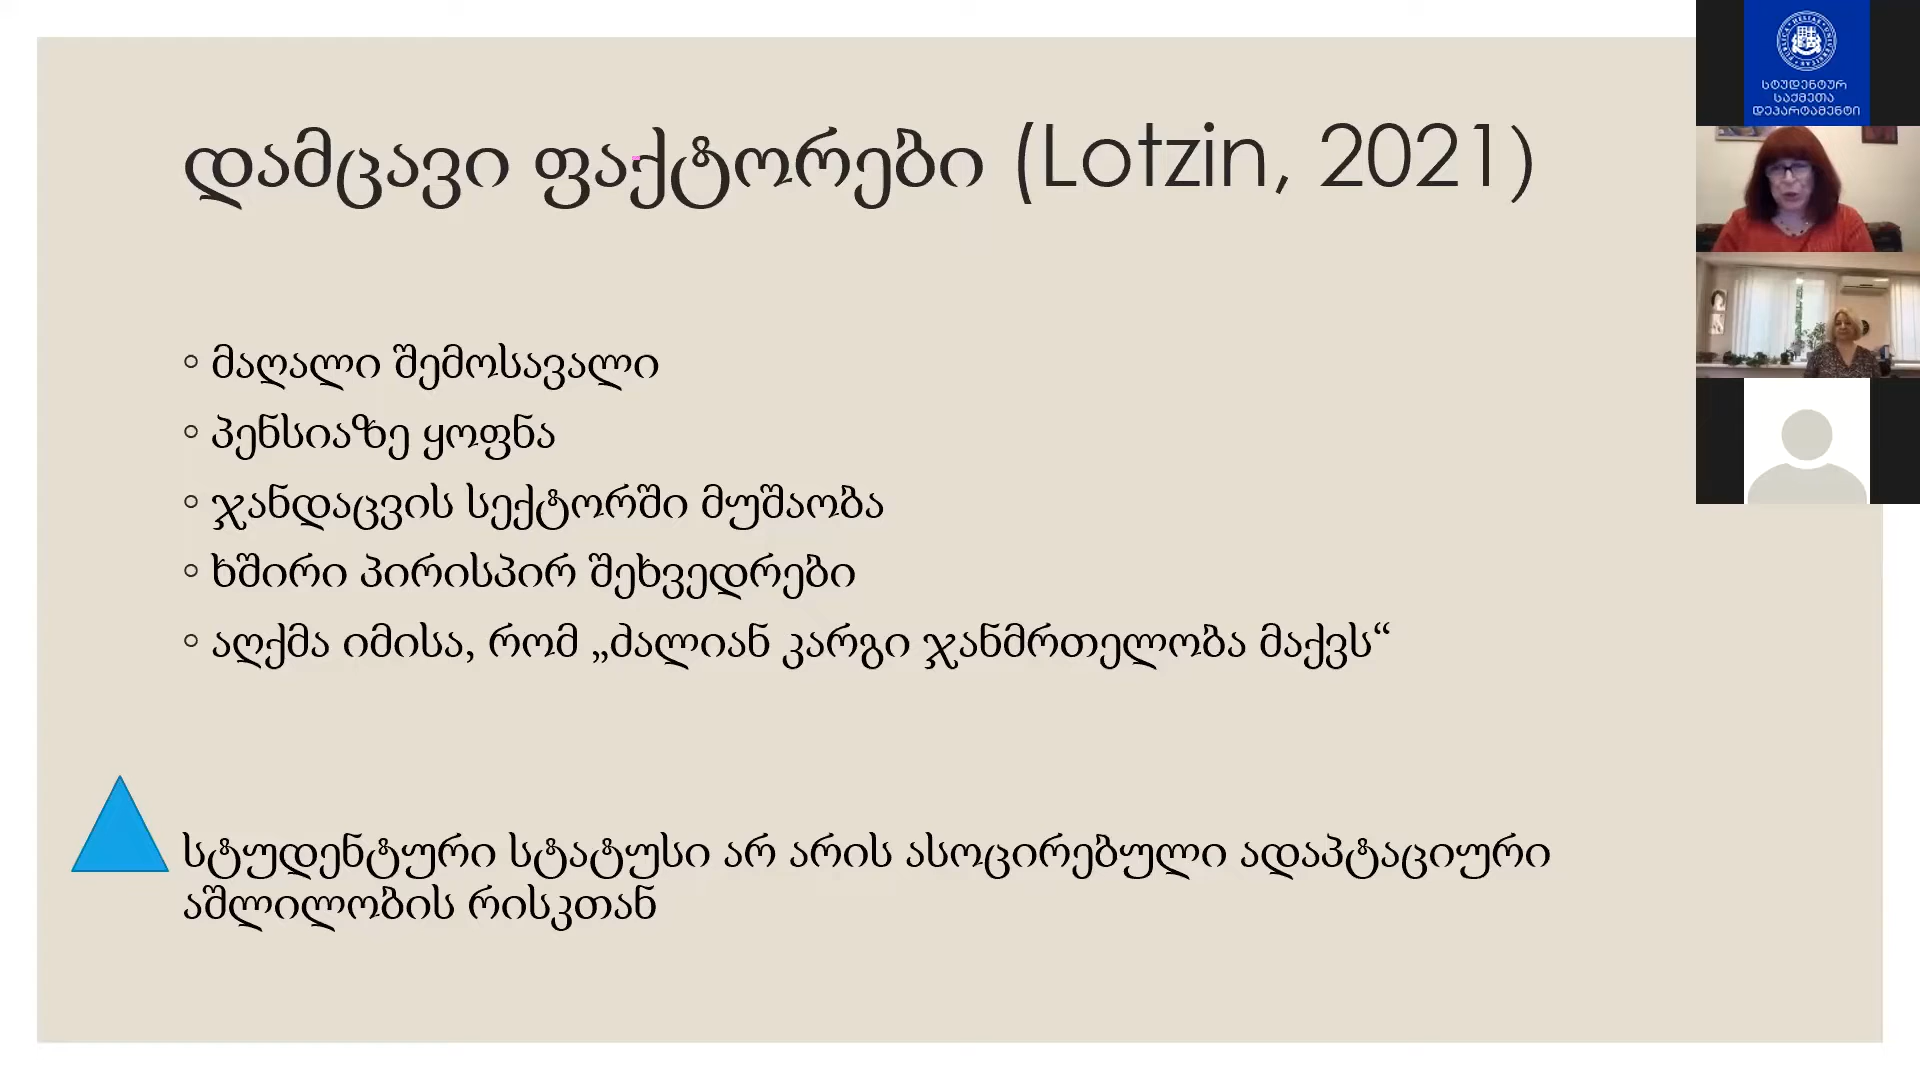 დამცავი ფაქტორები (Lotzin, 2021)
◦ მაღალი შემოსავალი
◦ პენსიაზე ყოფნა
◦ ჯანდაცვის სექტორში მუშაობა
◦ ხშირი პირისპირ შეხვედრები
◦ აღქმა იმისა, რომ „ძალიან კარგი ჯანმრთელობა მაქვს“
სტუდენტური სტატუსი არ არის ასოცირებული ადაპტაციური
აშლილობის რისკთან
სტუდენტურ
საქმეთა
დეპარტამენტი